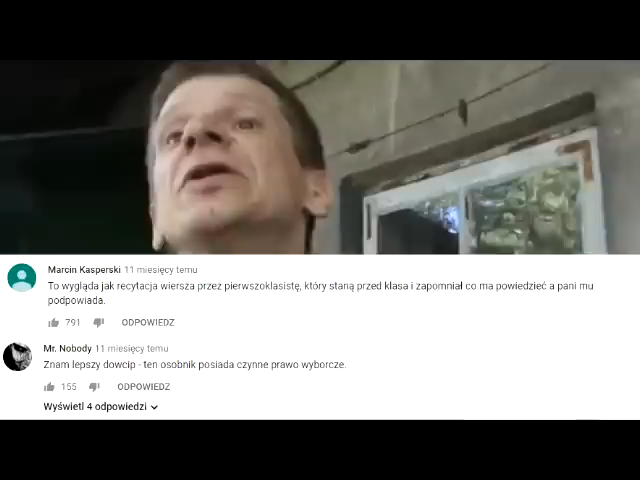 Marcin Kasperski 11 miesięcy temu
To wygląda jak recytacja wiersza przez pierwszoklasistę, który staną przed klasa i zapomniał co ma powiedzieć a pani mu
podpowiada.
791 ODPOWIEDZ
Mr. Nobody 11 miesięcy temu
Znam lepszy dowcip - ten osobnik posiada czynne prawo wyborcze.
155 ODPOWIEDZ
Wyświetl 4 odpowiedzi